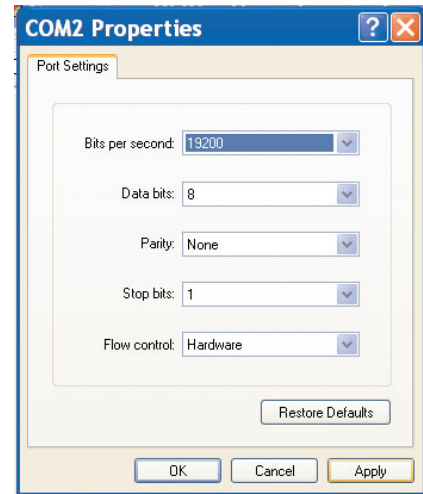 COM2 Properties
Port Settings
Bits per second: 19200
Data bits: 8
Parity: None
Stop bits: 1
Flow control: Hardware
Restore Defaults
OK Cancel Apply